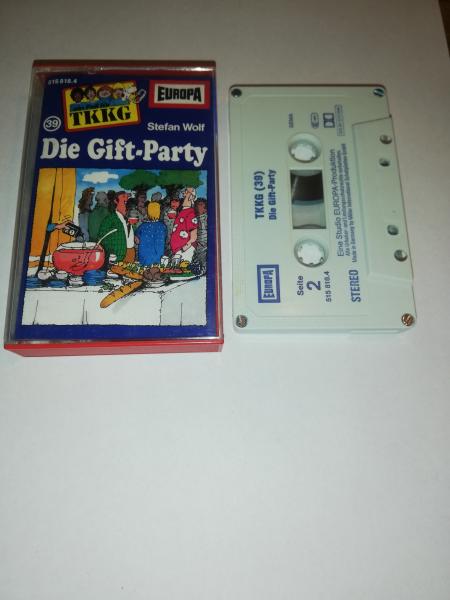 515 818.4
TKKG
EUROPA
39
Stefan Wolf
Die Gift-Party
TKKG (39)
Die Gift-Party
EUROPA
Seite
2
515 818.4
STEREO
Eine Studio EUROPA-Produktion
GEMA